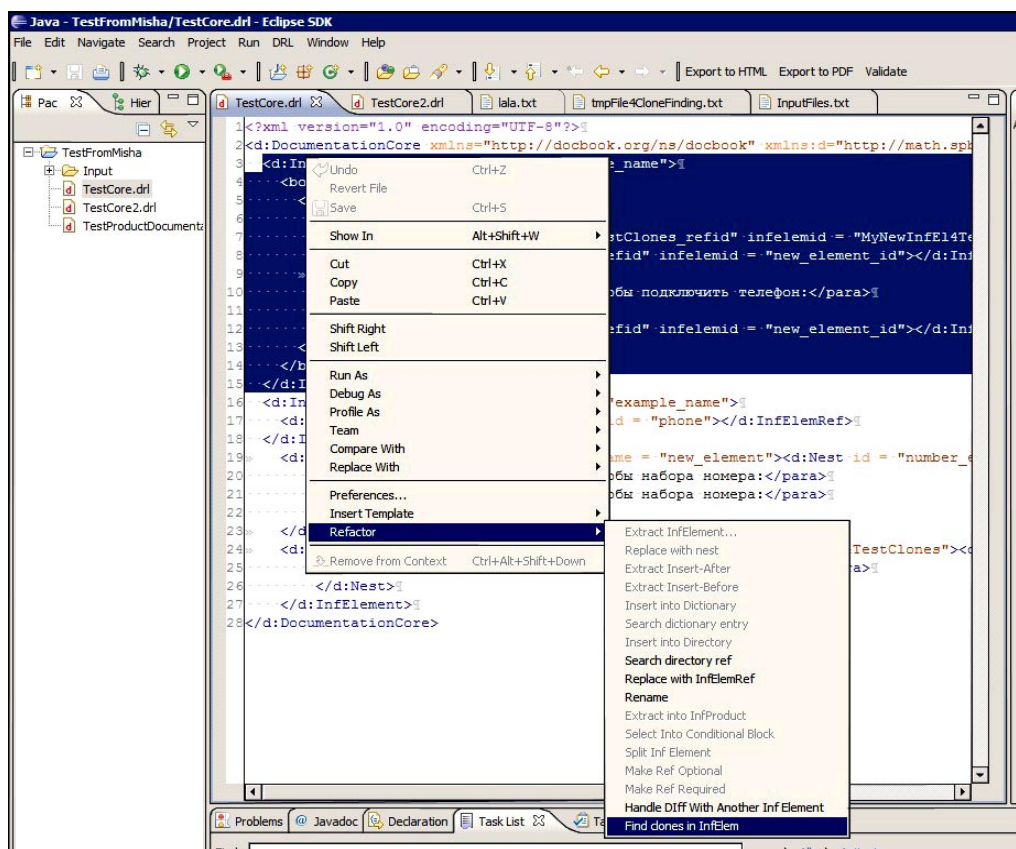 Java - TestFromMisha/TestCore.drl - Eclipse SDK
File Edit Navigate Search Project Run DRL Window Help
Export to HTML Export to PDF Validate
Pac Hier
TestCore.drl TestCore2.drl lala.txt tmpFile4CloneFinding.txt InputFiles.txt
TestFromMisha
Input
TestCore.drl
TestCore2.drl
TestProductDocumenta
1 <?xml version="1.0" encoding="UTF-8"?>
2 <d:DocumentationCore xmlns="http://docbook.org/ns/docbook" xmlns:d="http://math.spb
3 <d:In e_name">
4 <bo
5 <
6
7 stClones_refid" infelemid = "MyNewInfEl4Te
8 efid" infelemid = "new_element_id"></d:Inf
9
10 обы подключить телефон:</para>
11
12 efid" infelemid = "new_element_id"></d:Inf
13 <
14 </b
15 </d:I
16 <d:In "example_name">
17 <d: id = "phone"></d:InfElemRef>
18 </d:I
19 <d: ame = "new_element"><d:Nest id = "number_e
20 обы набора номера:</para>
21 обы набора номера:</para>
22
23 </d
24 <d: TestClones"><d
25 a>
26 </d:Nest>
27 </d:InfElement>
28 </d:DocumentationCore>
Undo Ctrl+Z
Revert File
Save Ctrl+S
Show In Alt+Shift+W
Cut Ctrl+X
Copy Ctrl+C
Paste Ctrl+V
Shift Right
Shift Left
Run As
Debug As
Profile As
Team
Compare With
Replace With
Preferences...
Insert Template
Refactor
Remove from Context Ctrl+Alt+Shift+Down
Extract InfElement...
Replace with nest
Extract Insert-After
Extract Insert-Before
Insert into Dictionary
Search dictionary entry
Insert into Directory
Search directory ref
Replace with InfElemRef
Rename
Extract into InfProduct
Select Into Conditional Block
Split Inf Element
Make Ref Optional
Make Ref Required
Handle DIff With Another Inf Element
Find clones in InfElem
Problems Javadoc Declaration Task List Ta